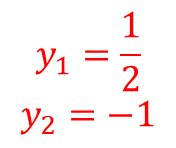 y₁ = 1/2
y₂ = −1